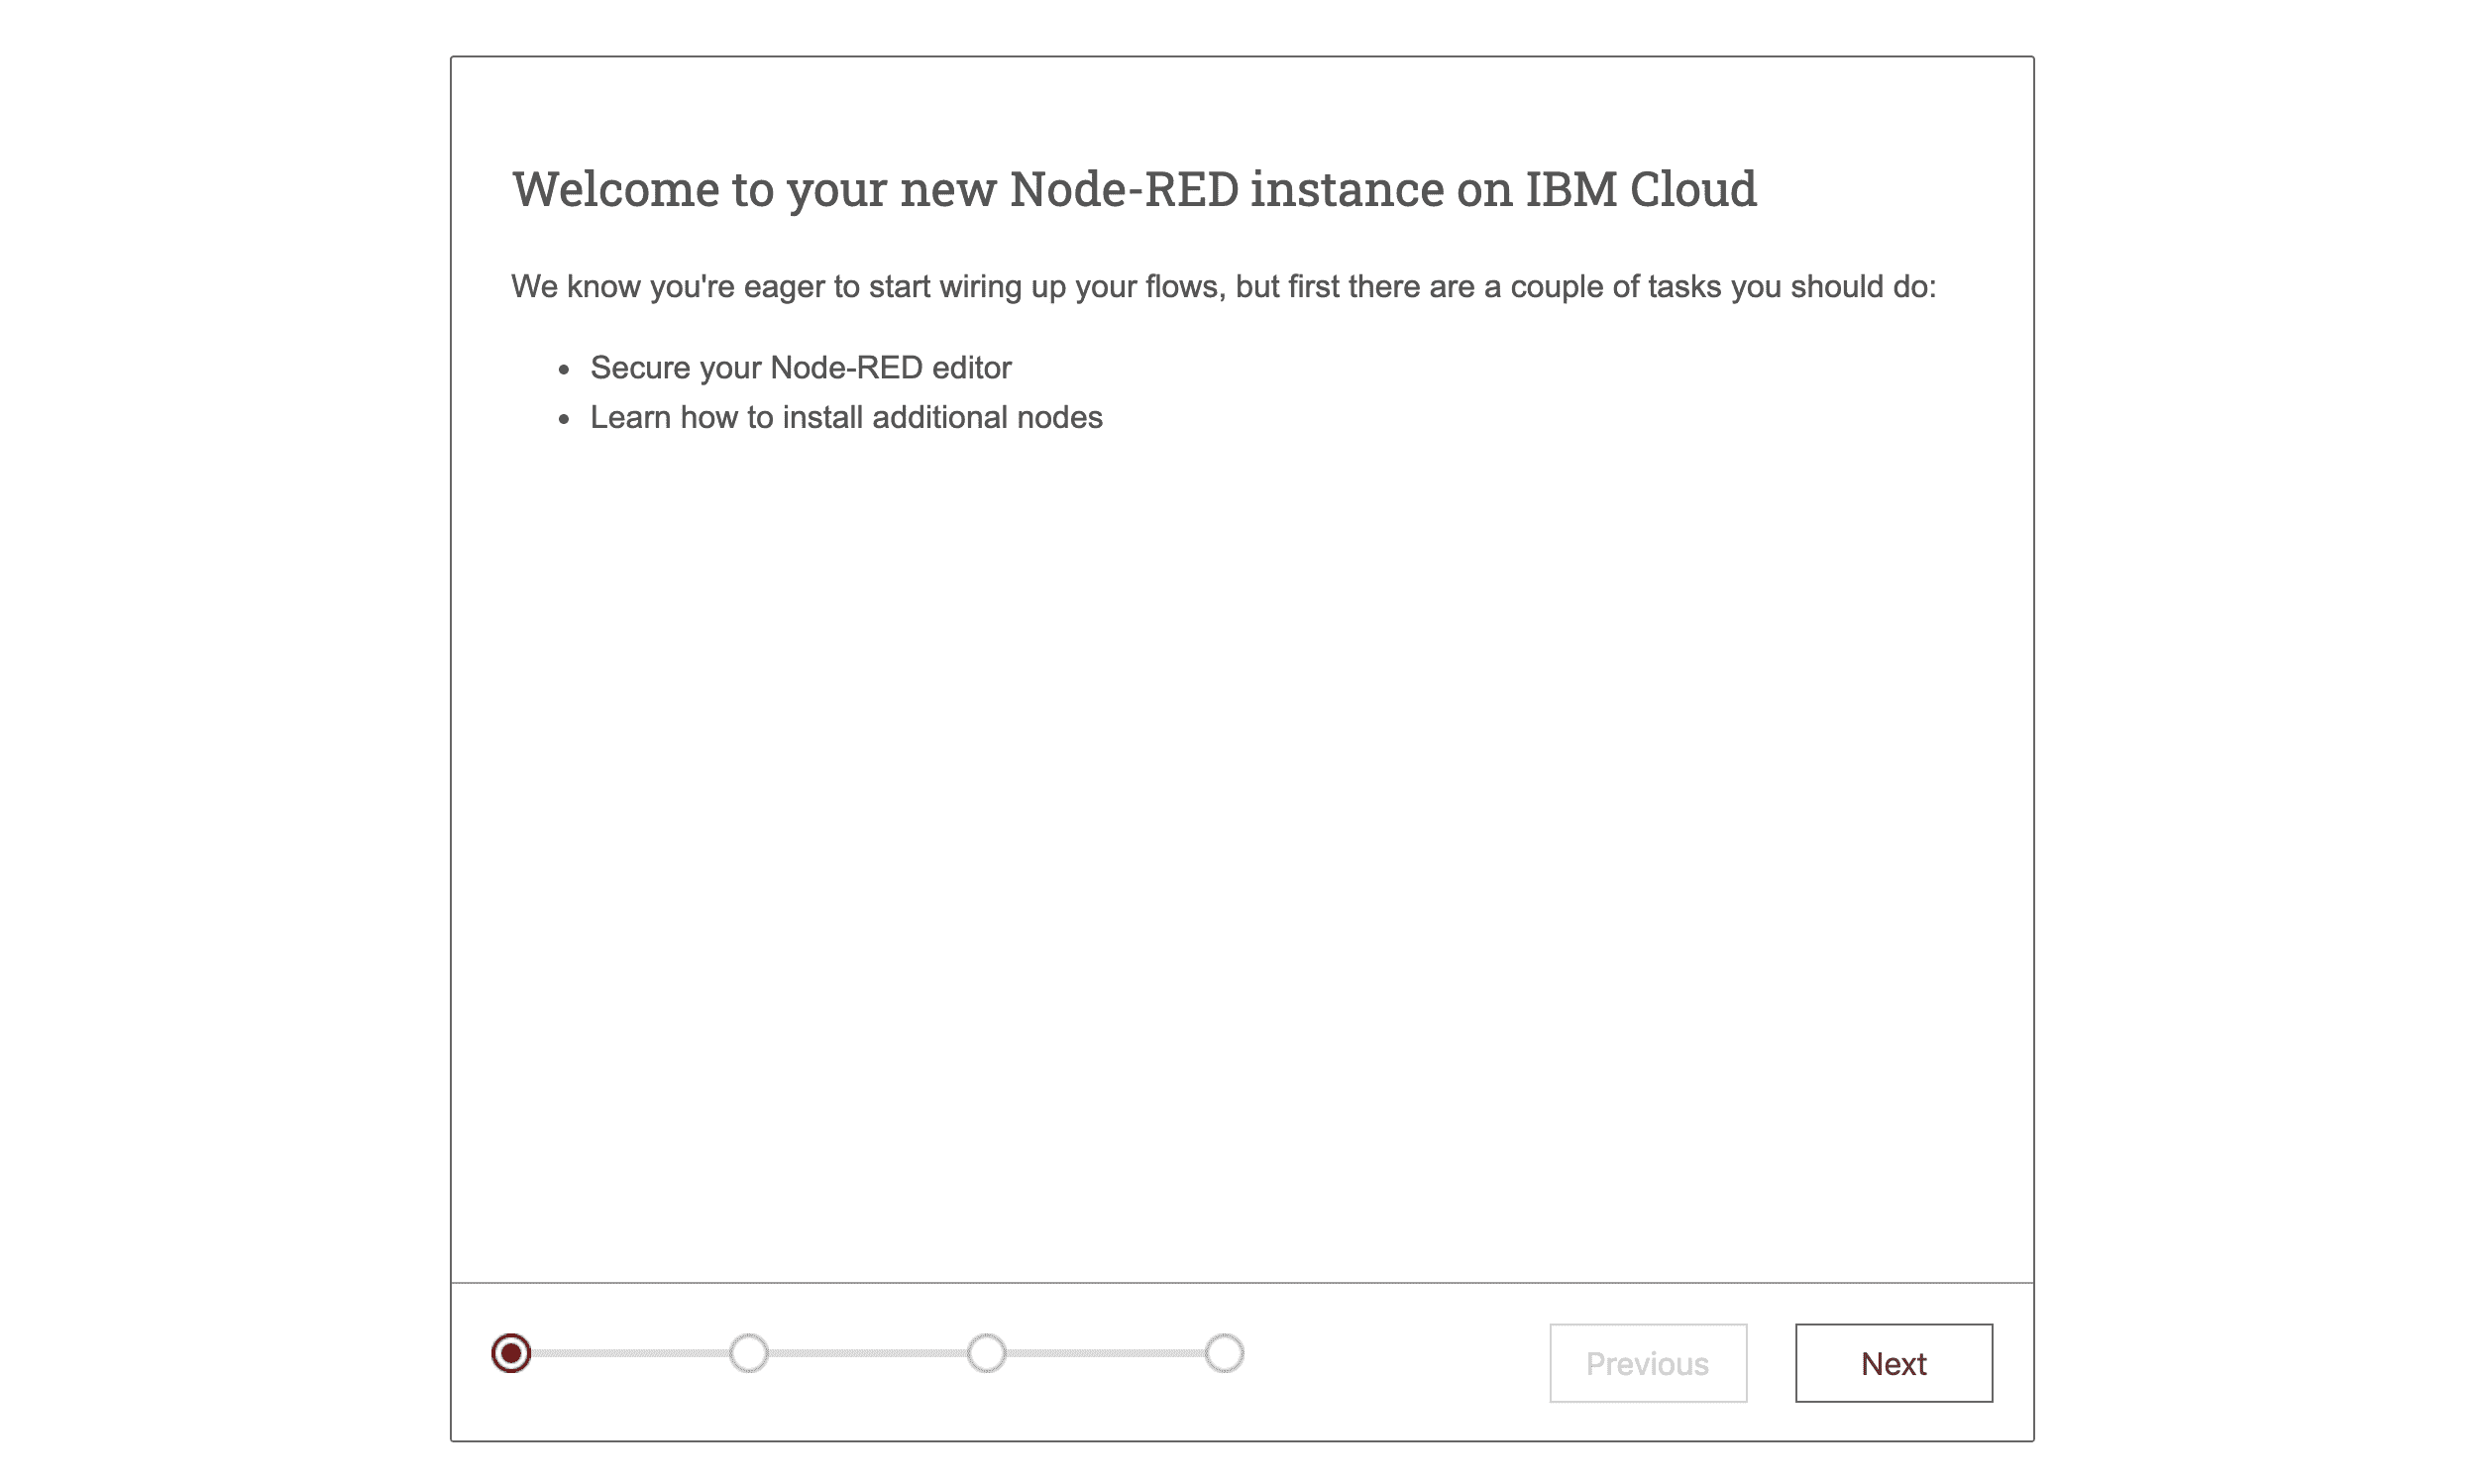 Welcome to your new Node-RED instance on IBM Cloud
We know you're eager to start wiring up your flows, but first there are a couple of tasks you should do:
Secure your Node-RED editor
Learn how to install additional nodes
Previous
Next